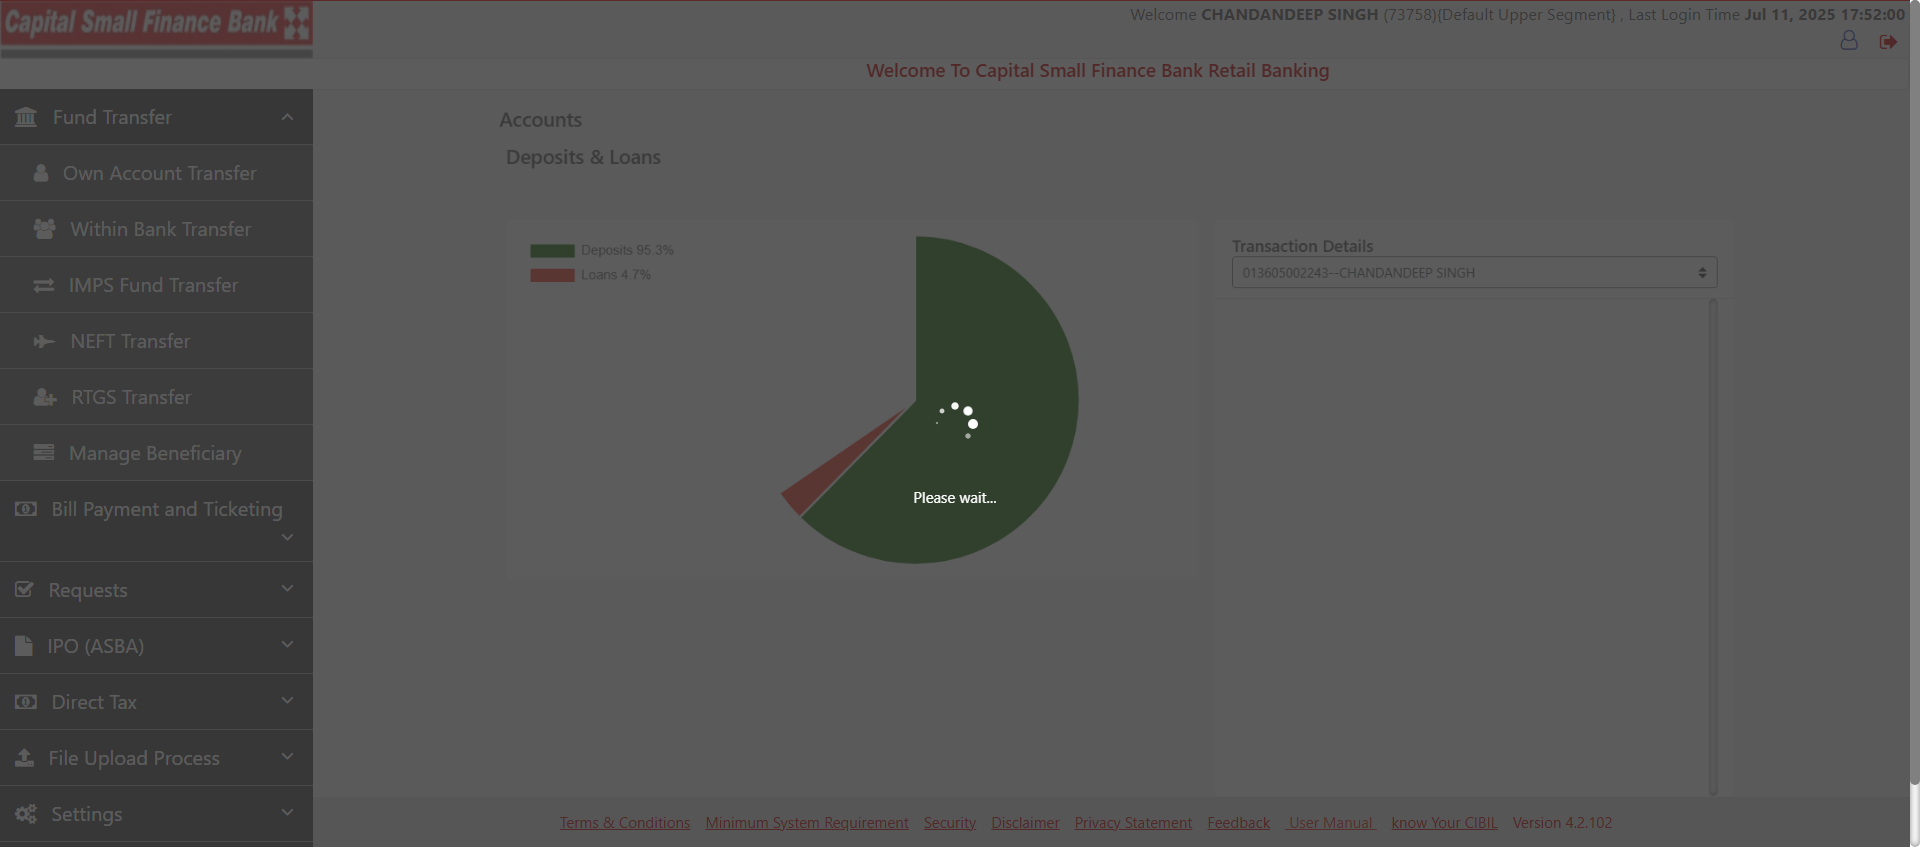 Capital Small Finance Bank
Welcome CHANDANDEEP SINGH (73758){Default Upper Segment} , Last Login Time Jul 11, 2025 17:52:00
Welcome To Capital Small Finance Bank Retail Banking
Fund Transfer
Own Account Transfer
Within Bank Transfer
IMPS Fund Transfer
NEFT Transfer
RTGS Transfer
Manage Beneficiary
Bill Payment and Ticketing
Requests
IPO (ASBA)
Direct Tax
File Upload Process
Settings
Accounts
Deposits & Loans
Deposits 95.3%
Loans 4.7%
Please wait...
Transaction Details
013605002243--CHANDANDEEP SINGH
Terms & Conditions Minimum System Requirement Security Disclaimer Privacy Statement Feedback User Manual know Your CIBIL Version 4.2.102